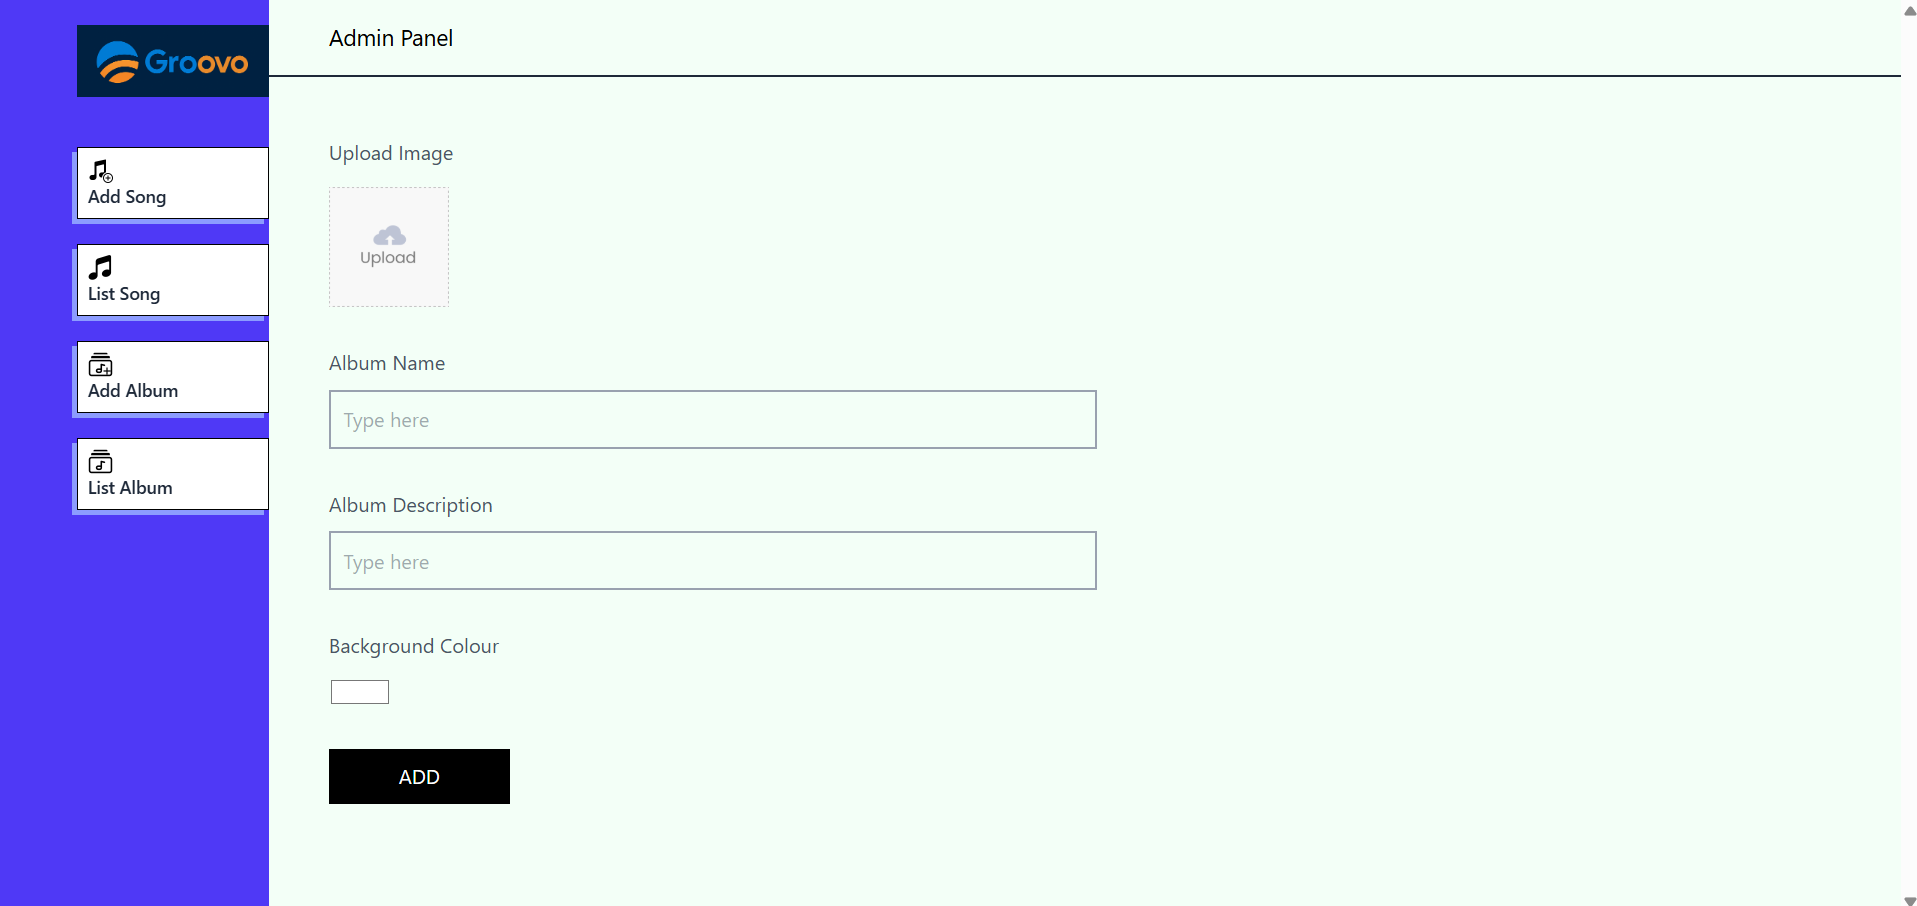 Groovo
Add Song
List Song
Add Album
List Album
Admin Panel
Upload Image
Upload
Album Name
Type here
Album Description
Type here
Background Colour
ADD